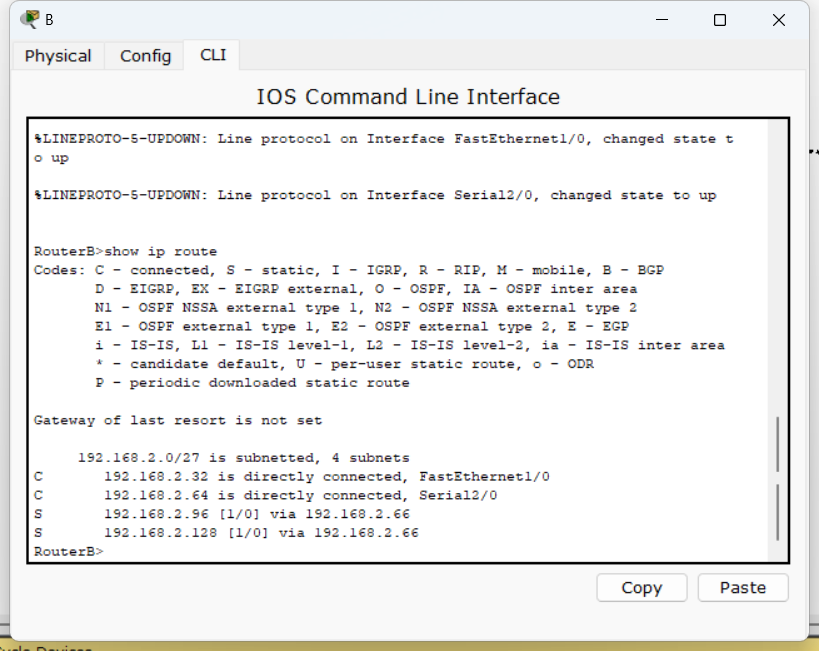 B
Physical Config CLI
IOS Command Line Interface
%LINEPROTO-5-UPDOWN: Line protocol on Interface FastEthernet1/0, changed state t
o up
%LINEPROTO-5-UPDOWN: Line protocol on Interface Serial2/0, changed state to up
RouterB>show ip route
Codes: C - connected, S - static, I - IGRP, R - RIP, M - mobile, B - BGP
D - EIGRP, EX - EIGRP external, O - OSPF, IA - OSPF inter area
N1 - OSPF NSSA external type 1, N2 - OSPF NSSA external type 2
E1 - OSPF external type 1, E2 - OSPF external type 2, E - EGP
i - IS-IS, L1 - IS-IS level-1, L2 - IS-IS level-2, ia - IS-IS inter area
* - candidate default, U - per-user static route, o - ODR
P - periodic downloaded static route
Gateway of last resort is not set
192.168.2.0/27 is subnetted, 4 subnets
C 192.168.2.32 is directly connected, FastEthernet1/0
C 192.168.2.64 is directly connected, Serial2/0
S 192.168.2.96 [1/0] via 192.168.2.66
S 192.168.2.128 [1/0] via 192.168.2.66
RouterB>
Copy Paste